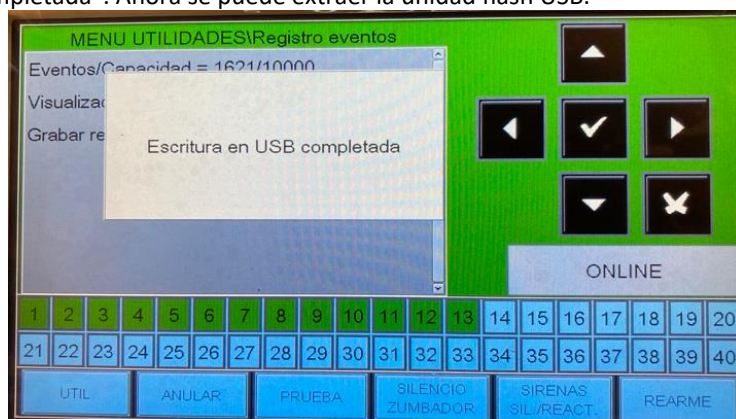 completada". Ahora se puede extraer la unidad flash USB.
MENU UTILIDADES\Registro eventos
Eventos/Capacidad = 1621/10000
Grabar re
Escritura en USB completada
ONLINE
1 2 3 4 5 6 7 8 9 10 11 12 13 14 15 16 17 18 19 20
21 22 23 24 25 26 27 28 29 30 31 32 33 34 35 36 37 38 39 40
UTIL ANULAR PRUEBA SILENCIO ZUMBADOR SIRENAS SIL./REACT. REARME